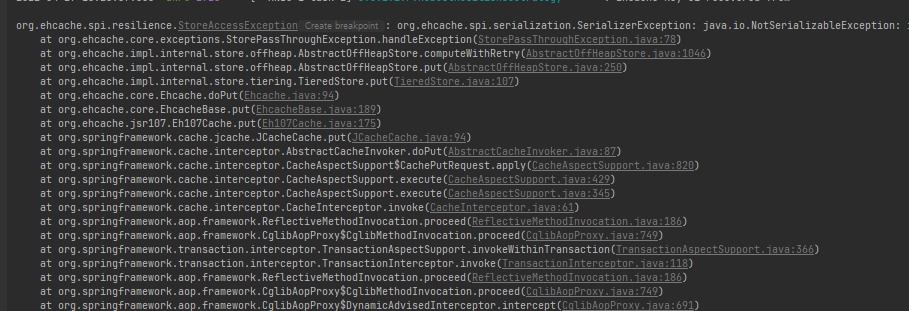 org.ehcache.spi.resilience.StoreAccessException Create breakpoint : org.ehcache.spi.serialization.SerializerException: java.io.NotSerializableException:
at org.ehcache.core.exceptions.StorePassThroughException.handleException(StorePassThroughException.java:78)
at org.ehcache.impl.internal.store.offheap.AbstractOffHeapStore.computeWithRetry(AbstractOffHeapStore.java:1046)
at org.ehcache.impl.internal.store.offheap.AbstractOffHeapStore.put(AbstractOffHeapStore.java:250)
at org.ehcache.impl.internal.store.tiering.TieredStore.put(TieredStore.java:107)
at org.ehcache.core.Ehcache.doPut(Ehcache.java:94)
at org.ehcache.core.EhcacheBase.put(EhcacheBase.java:189)
at org.ehcache.jsr107.Eh107Cache.put(Eh107Cache.java:175)
at org.springframework.cache.jcache.JCacheCache.put(JCacheCache.java:94)
at org.springframework.cache.interceptor.AbstractCacheInvoker.doPut(AbstractCacheInvoker.java:87)
at org.springframework.cache.interceptor.CacheAspectSupport$CachePutRequest.apply(CacheAspectSupport.java:820)
at org.springframework.cache.interceptor.CacheAspectSupport.execute(CacheAspectSupport.java:429)
at org.springframework.cache.interceptor.CacheAspectSupport.execute(CacheAspectSupport.java:345)
at org.springframework.cache.interceptor.CacheInterceptor.invoke(CacheInterceptor.java:61)
at org.springframework.aop.framework.ReflectiveMethodInvocation.proceed(ReflectiveMethodInvocation.java:186)
at org.springframework.aop.framework.CglibAopProxy$CglibMethodInvocation.proceed(CglibAopProxy.java:749)
at org.springframework.transaction.interceptor.TransactionAspectSupport.invokeWithinTransaction(TransactionAspectSupport.java:366)
at org.springframework.transaction.interceptor.TransactionInterceptor.invoke(TransactionInterceptor.java:118)
at org.springframework.aop.framework.ReflectiveMethodInvocation.proceed(ReflectiveMethodInvocation.java:186)
at org.springframework.aop.framework.CglibAopProxy$CglibMethodInvocation.proceed(CglibAopProxy.java:749)
at org.springframework.aop.framework.CglibAopProxy$DynamicAdvisedInterceptor.intercept(CglibAopProxy.java:691)